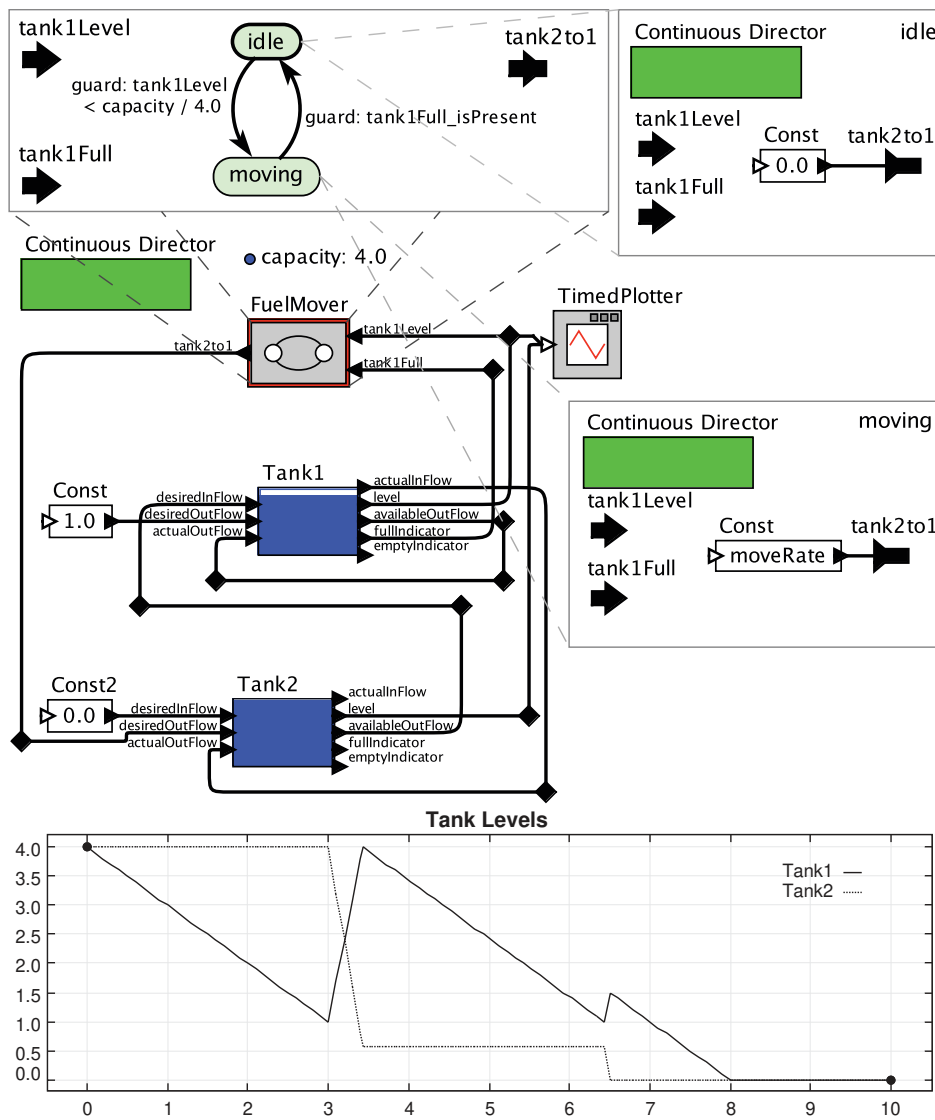 tank1Level
idle
tank2to1
guard: tank1Level
< capacity / 4.0
guard: tank1Full_isPresent
tank1Full
moving
Continuous Director
idle
tank1Level
Const
tank2to1
0.0
tank1Full
Continuous Director
capacity: 4.0
FuelMover
TimedPlotter
tank1Level
tank2to1
tank1Full
Continuous Director
moving
tank1Level
Const
tank2to1
moveRate
tank1Full
Tank1
Const
1.0
desiredInFlow
desiredOutFlow
actualOutFlow
actualInFlow
level
availableOutFlow
fullIndicator
emptyIndicator
Tank2
Const2
0.0
desiredInFlow
desiredOutFlow
actualOutFlow
actualInFlow
level
availableOutFlow
fullIndicator
emptyIndicator
Tank Levels
4.0
3.5
3.0
2.5
2.0
1.5
1.0
0.5
0.0
Tank1
Tank2
0 1 2 3 4 5 6 7 8 9 10